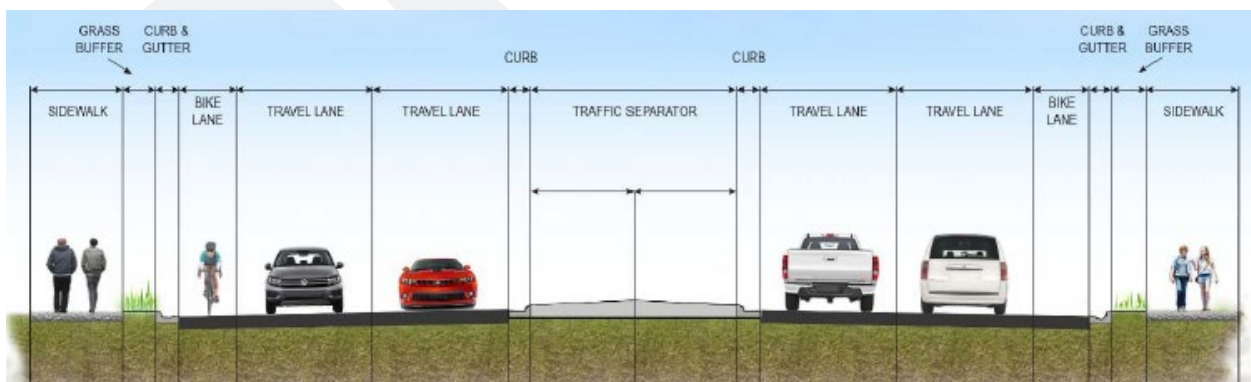 GRASS
BUFFER
CURB &
GUTTER
CURB
CURB
CURB &
GUTTER
GRASS
BUFFER
SIDEWALK
BIKE
LANE
TRAVEL LANE
TRAVEL LANE
TRAFFIC SEPARATOR
TRAVEL LANE
TRAVEL LANE
BIKE
LANE
SIDEWALK